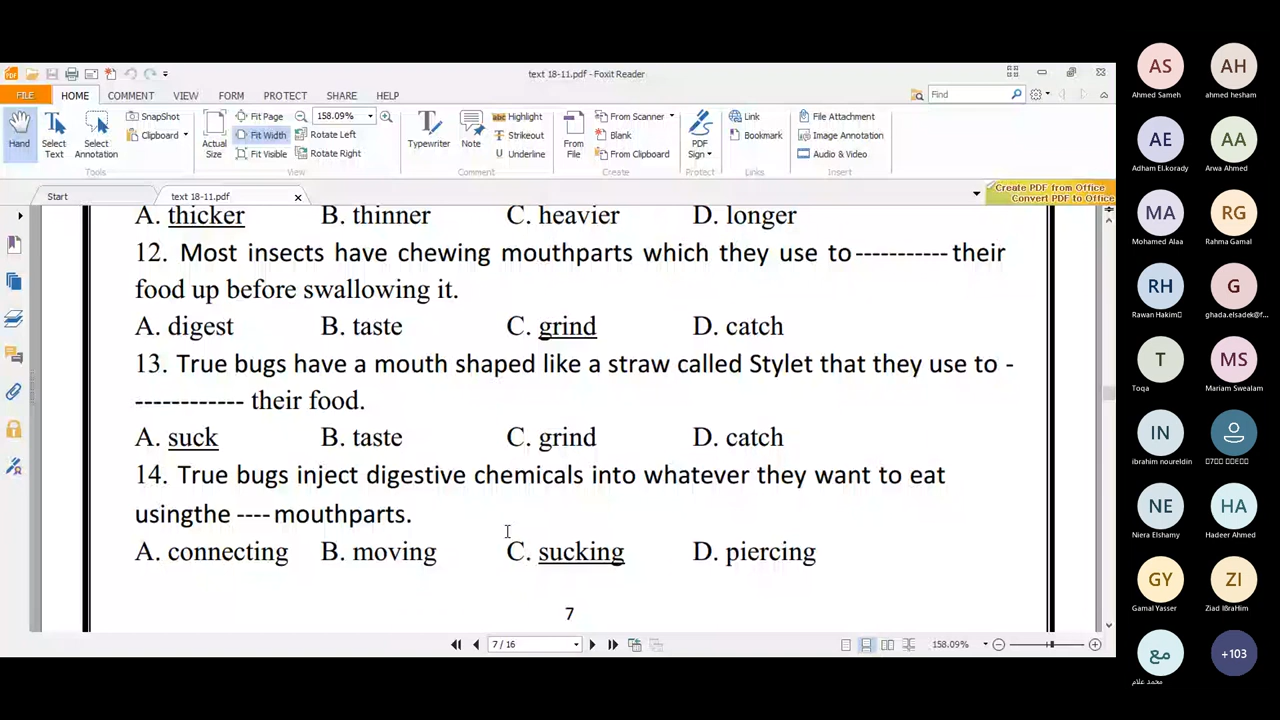 text 18-11.pdf - Foxit Reader
FILE HOME COMMENT VIEW FORM PROTECT SHARE HELP
Find
Hand
Select Text
Select Annotation
SnapShot
Clipboard
Tools
Actual Size
Fit Page
Fit Width
Fit Visible
158.09%
Rotate Left
Rotate Right
View
Typewriter
Note
Highlight
Strikeout
Underline
Comment
From File
From Scanner
Blank
From Clipboard
Create
PDF Sign
Protect
Link
Bookmark
Links
File Attachment
Image Annotation
Audio & Video
Insert
Start
text 18-11.pdf
Create PDF from Office
Convert PDF to Office
A. thicker B. thinner C. heavier D. longer
12. Most insects have chewing mouthparts which they use to ----------- their
food up before swallowing it.
A. digest B. taste C. grind D. catch
13. True bugs have a mouth shaped like a straw called Stylet that they use to -
------------ their food.
A. suck B. taste C. grind D. catch
14. True bugs inject digestive chemicals into whatever they want to eat
usingthe ---- mouthparts.
A. connecting B. moving C. sucking D. piercing
7
7 / 16
158.09%
AS AH
Ahmed Sameh ahmed hesham
AE AA
Adham El.korady Arwa Ahmed
MA RG
Mohamed Alaa Rahma Gamal
RH G
Rawan Hakim ghada.elsadek@f...
T MS
Toqa Mariam Swealam
IN
ibrahim noureldin
NE HA
Niera Elshamy Hadeer Ahmed
GY ZI
Gamal Yasser Ziad IBraHim
مع +103
محمد علام